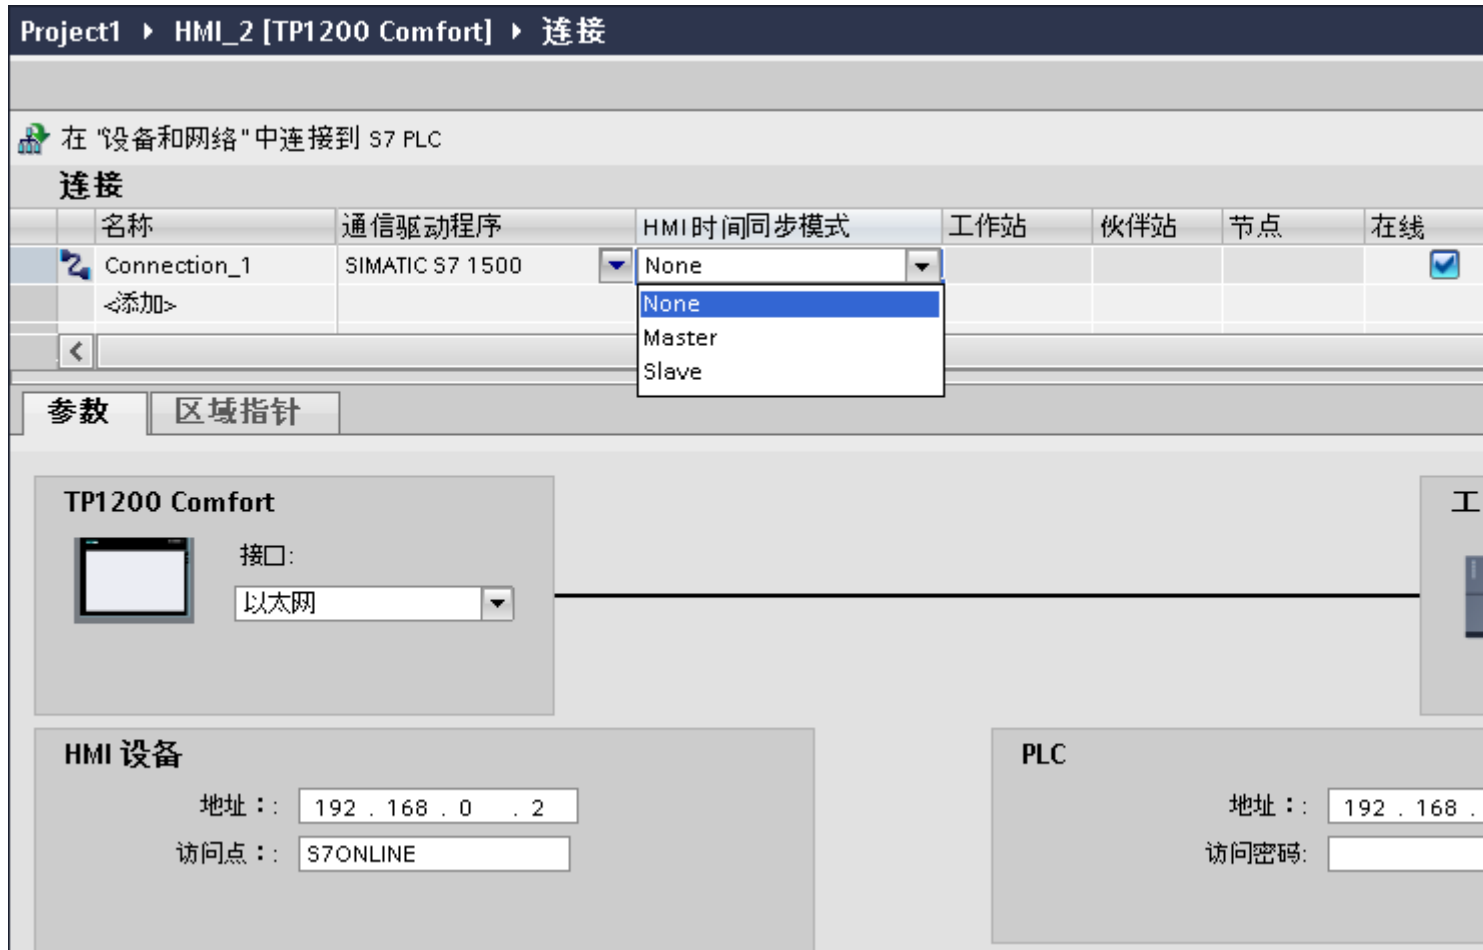 Project1 ▸ HMI_2 [TP1200 Comfort] ▸ 连接
在 "设备和网络" 中连接到 S7 PLC
连接
名称 通信驱动程序 HMI时间同步模式 工作站 伙伴站 节点 在线
Connection_1 SIMATIC S7 1500 None
<添加>
None
Master
Slave
参数 区域指针
TP1200 Comfort 工
接口:
以太网
HMI 设备 PLC
地址：: 192 . 168 . 0 . 2 地址：: 192 . 168 .
访问点：: S7ONLINE 访问密码: